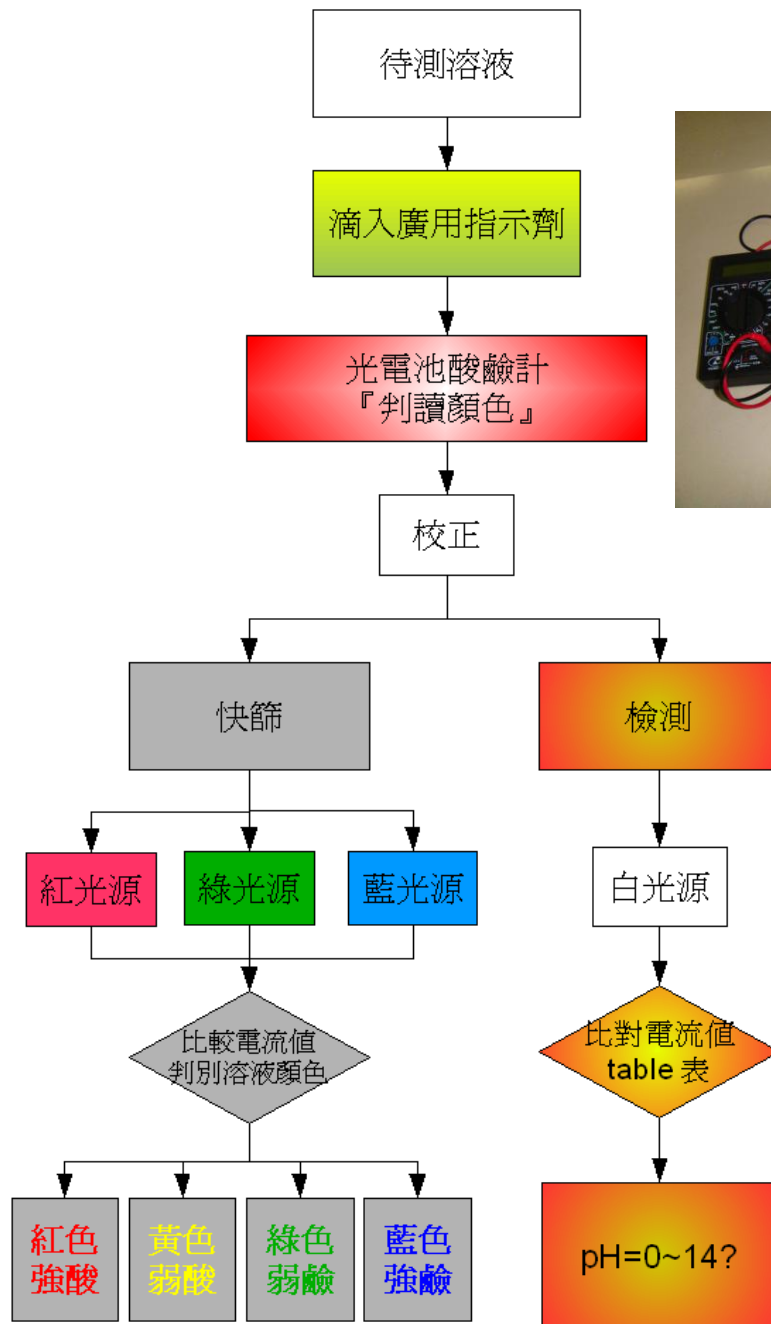 待測溶液
滴入廣用指示劑
光電池酸鹼計
『判讀顏色』
校正
快篩
檢測
紅光源
綠光源
藍光源
白光源
比較電流值
判別溶液顏色
比對電流值
table 表
紅色
強酸
黃色
弱酸
綠色
弱鹼
藍色
強鹼
pH=0~14?